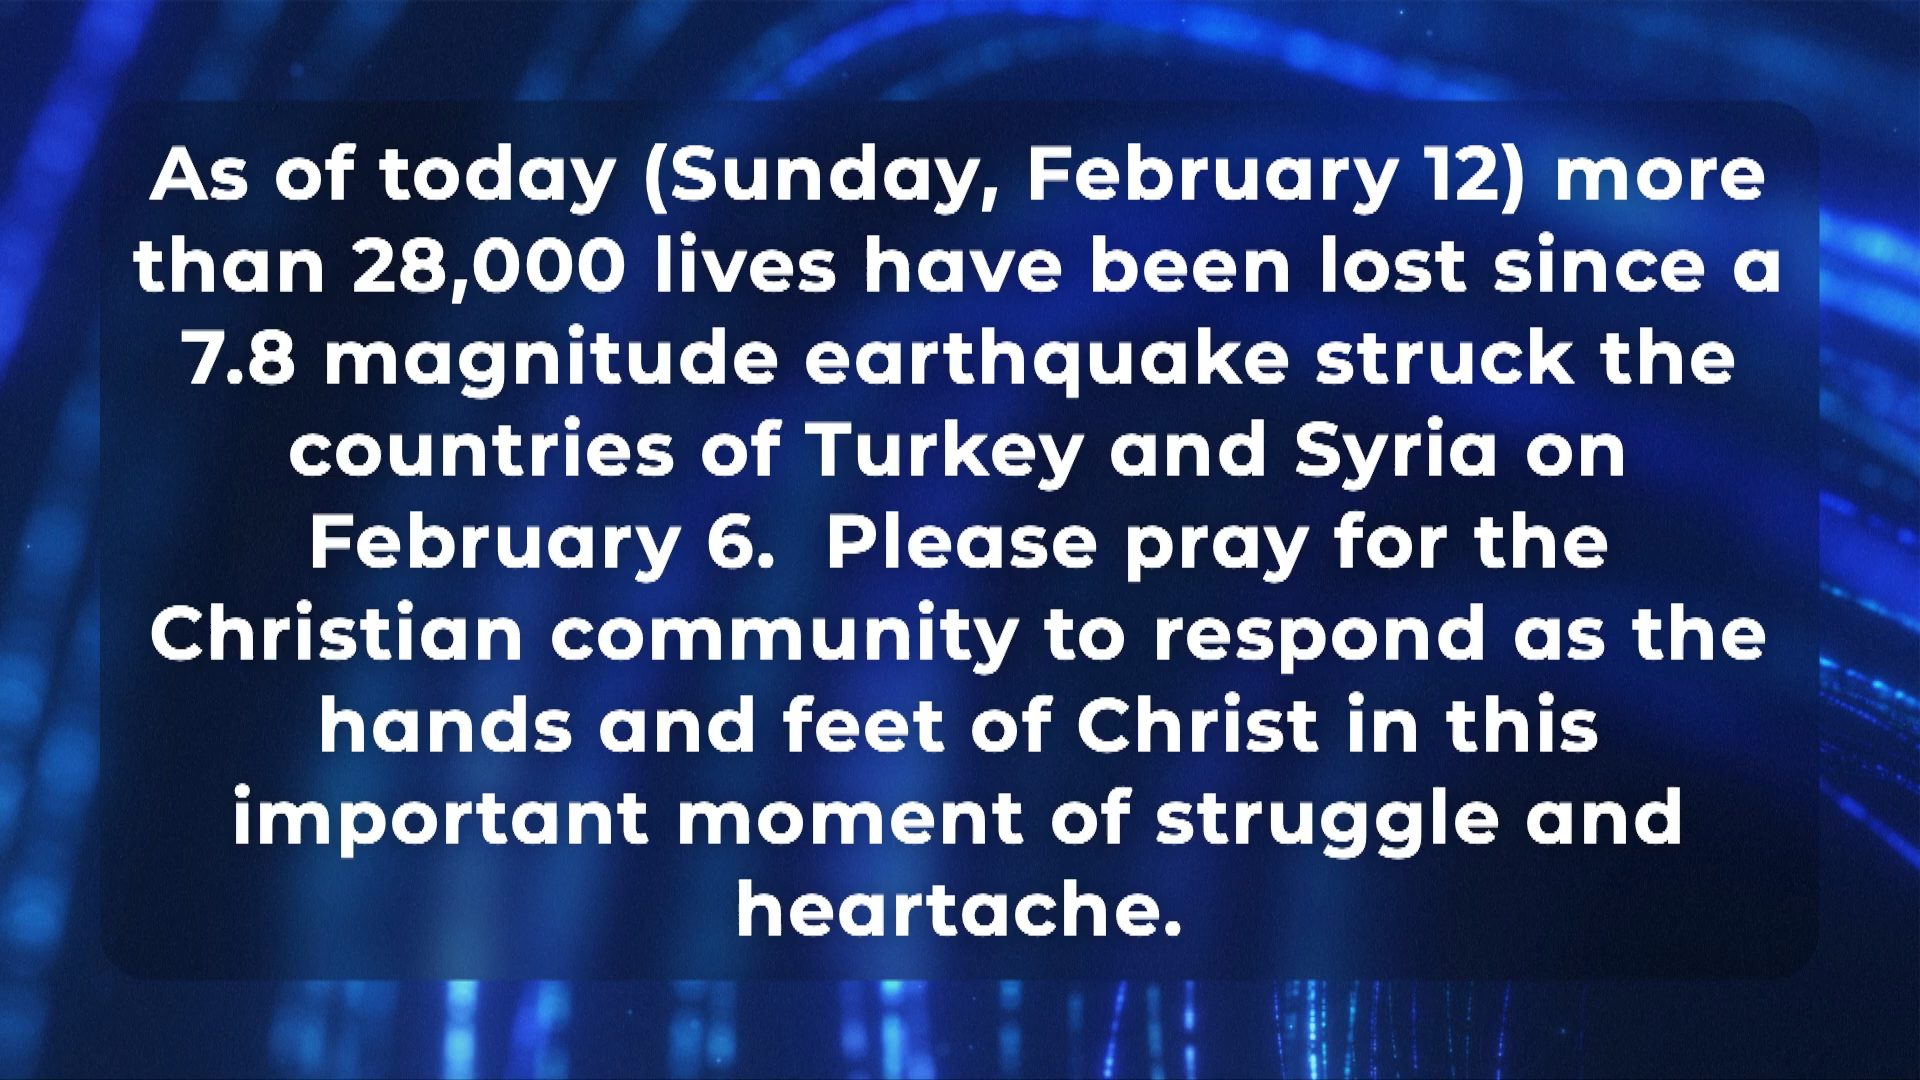 As of today (Sunday, February 12) more
than 28,000 lives have been lost since a
7.8 magnitude earthquake struck the
countries of Turkey and Syria on
February 6.  Please pray for the
Christian community to respond as the
hands and feet of Christ in this
important moment of struggle and
heartache.